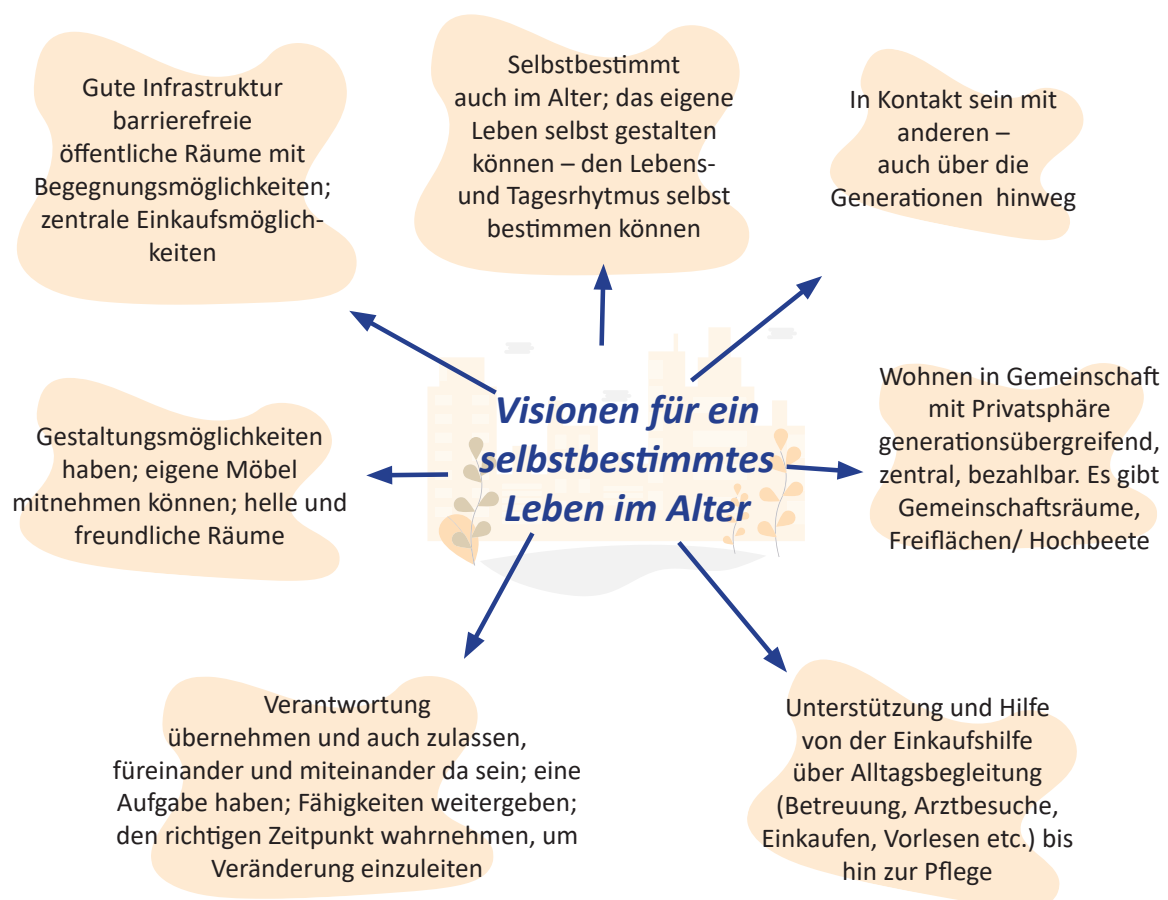 Gute Infrastruktur
barrierefreie
öffentliche Räume mit
Begegnungsmöglichkeiten;
zentrale Einkaufsmöglich-
keiten
Selbstbestimmt
auch im Alter; das eigene
Leben selbst gestalten
können – den Lebens-
und Tagesrhytmus selbst
bestimmen können
In Kontakt sein mit
anderen –
auch über die
Generationen hinweg
Visionen für ein
selbstbestimmtes
Leben im Alter
Gestaltungsmöglichkeiten
haben; eigene Möbel
mitnehmen können; helle und
freundliche Räume
Wohnen in Gemeinschaft
mit Privatsphäre
generationsübergreifend,
zentral, bezahlbar. Es gibt
Gemeinschaftsräume,
Freiflächen/ Hochbeete
Verantwortung
übernehmen und auch zulassen,
füreinander und miteinander da sein; eine
Aufgabe haben; Fähigkeiten weitergeben;
den richtigen Zeitpunkt wahrnehmen, um
Veränderung einzuleiten
Unterstützung und Hilfe
von der Einkaufshilfe
über Alltagsbegleitung
(Betreuung, Arztbesuche,
Einkaufen, Vorlesen etc.) bis
hin zur Pflege